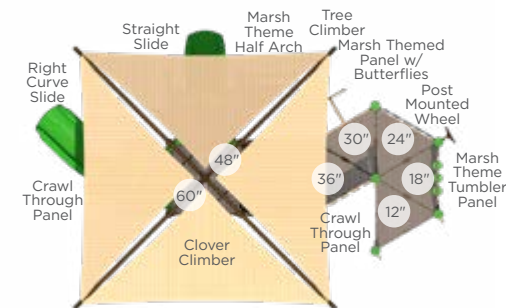 Straight
Slide
Marsh
Theme
Half Arch
Tree
Climber
Marsh Themed
Panel w/
Butterflies
Right
Curve
Slide
Post
Mounted
Wheel
30"
24"
48"
Marsh
Theme
Tumbler
Panel
36"
18"
Crawl
Through
Panel
60"
12"
Crawl
Through
Panel
Clover
Climber